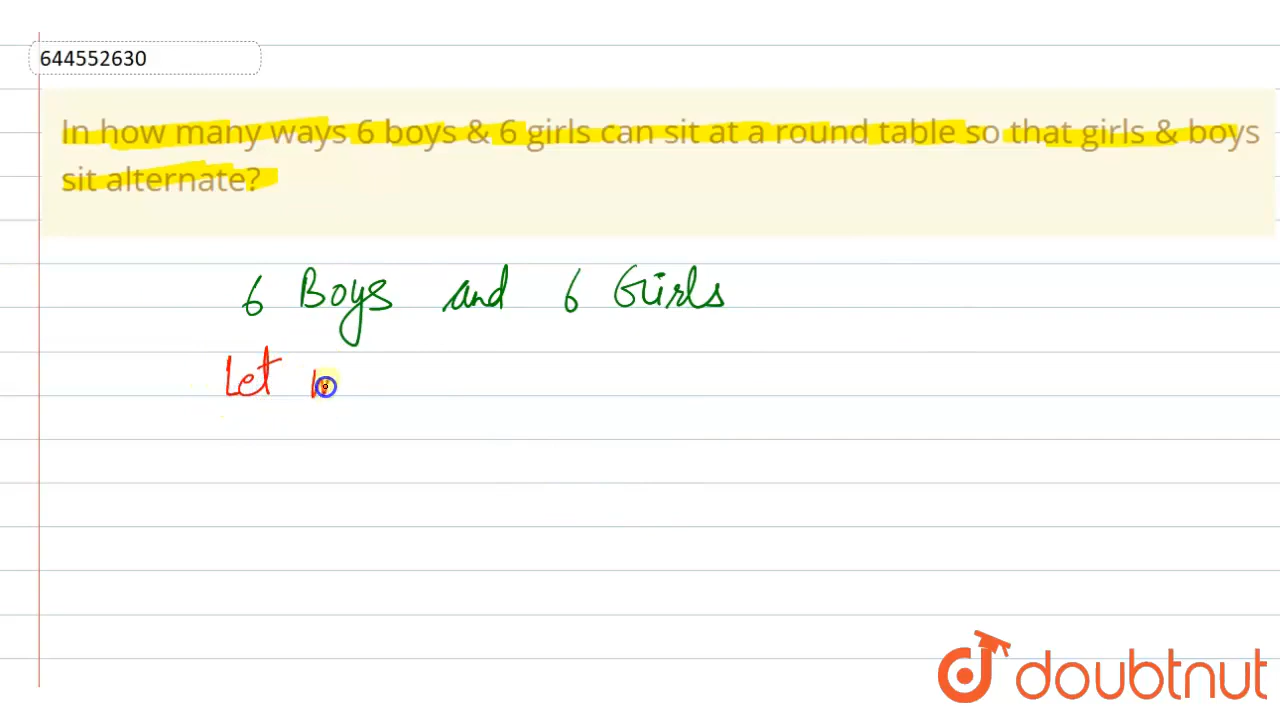 644552630
In how many ways 6 boys & 6 girls can sit at a round table so that girls & boys
sit alternate?
6 Boys and 6 Girls
Let
doubtnut